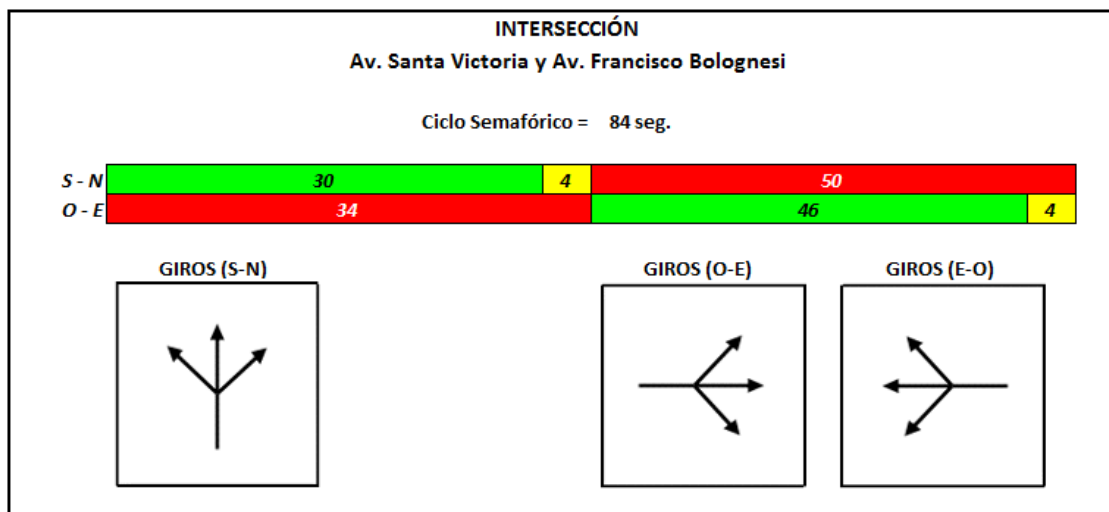 INTERSECCIÓN
Av. Santa Victoria y Av. Francisco Bolognesi
Ciclo Semafórico = 84 seg.
S - N 30 4 50
O - E 34 46 4
GIROS (S-N) GIROS (O-E) GIROS (E-O)